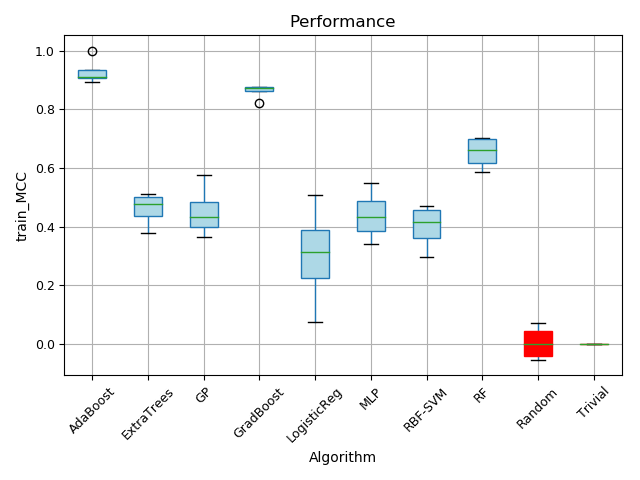 Performance
train_MCC
1.0
0.8
0.6
0.4
0.2
0.0
AdaBoost
ExtraTrees
GP
GradBoost
LogisticReg
MLP
RBF-SVM
RF
Random
Trivial
Algorithm